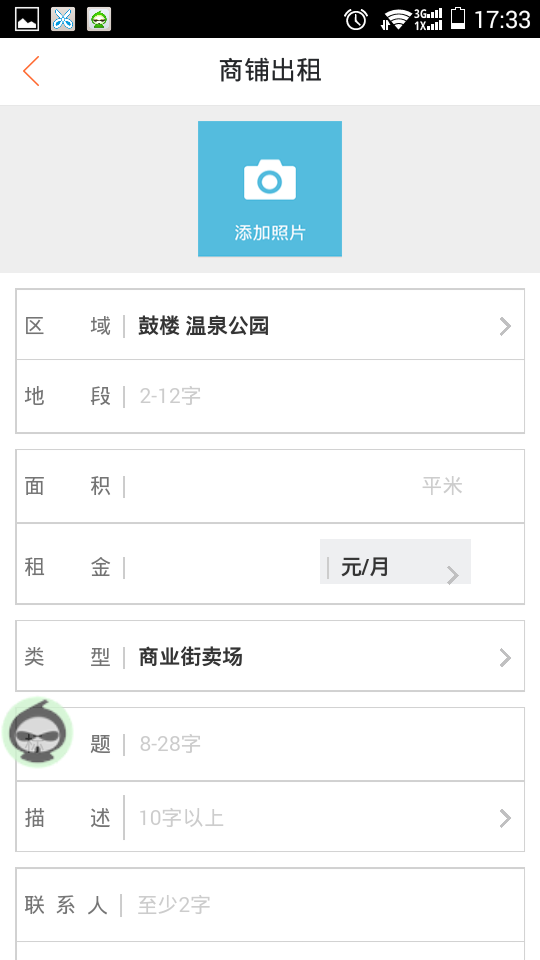 3G
1X
17:33
商铺出租
添加照片
区 域 鼓楼 温泉公园
地 段 2-12字
面 积 平米
租 金 元/月
类 型 商业街卖场
题 8-28字
描 述 10字以上
联 系 人 至少2字